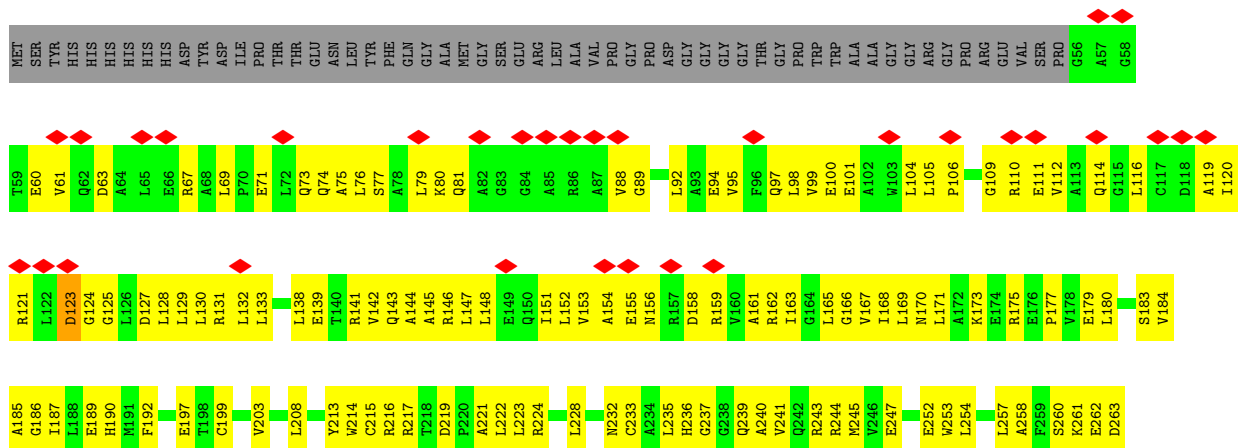 MET SER TYR HIS HIS HIS HIS HIS HIS ASP TYR ASP ILE PRO THR THR GLU ASN LEU TYR PHE GLN GLY ALA MET GLY SER GLU ARG LEU ALA VAL PRO GLY PRO ASP GLY GLY GLY GLY GLY THR GLY PRO TRP TRP ALA ALA GLY GLY ARG GLY PRO ARG GLU VAL SER PRO G56 A57 G58
T59 E60 V61 Q62 D63 A64 L65 E66 R67 A68 L69 F70 E71 L72 Q73 Q74 A75 L76 S77 A78 L79 K80 Q81 A82 G83 G84 A85 R86 A87 V88 G89 L92 A93 E94 V95 F96 Q97 L98 V99 E100 E101 A102 W103 L104 L105 P106 G109 R110 E111 V112 A113 Q114 G115 L116 C117 D118 A119 I120
R121 L122 D123 G124 G125 L126 D127 L128 L129 L130 R131 L132 L133 L138 E139 T140 R141 V142 Q143 A144 A145 R146 L147 L148 E149 Q150 I151 L152 V153 A154 E155 N156 R157 D158 R159 V160 A161 R162 I163 G164 L165 G166 V167 I168 L169 N170 L171 A172 K173 E174 R175 E176 P177 V178 E179 L180 S183 V184
A185 G186 I187 L188 E189 H190 M191 F192 E197 T198 C199 V203 L208 Y213 W214 C215 R216 R217 T218 D219 P220 A221 L222 L223 R224 L228 N232 C233 A234 L235 H236 G237 G238 Q239 A240 V241 Q242 R243 R244 M245 V246 E247 E252 W253 L254 L257 A258 F259 S260 K261 E262 D263